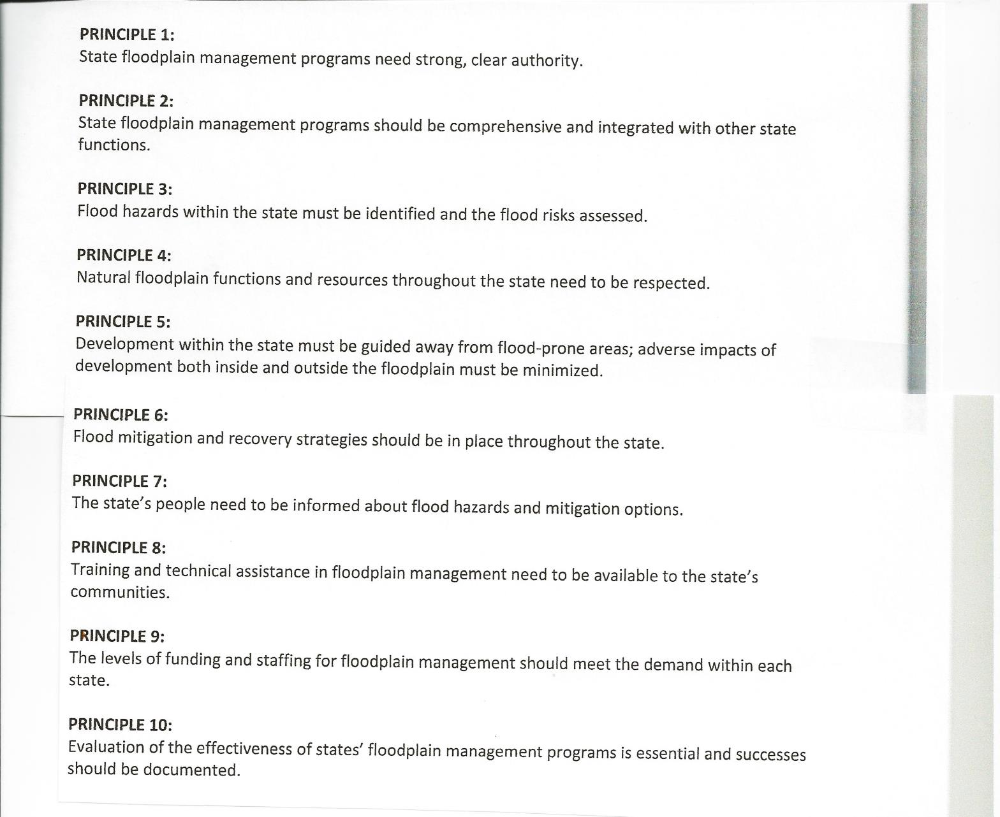 PRINCIPLE 1:
State floodplain management programs need strong, clear authority.
PRINCIPLE 2:
State floodplain management programs should be comprehensive and integrated with other state
functions.
PRINCIPLE 3:
Flood hazards within the state must be identified and the flood risks assessed.
PRINCIPLE 4:
Natural floodplain functions and resources throughout the state need to be respected.
PRINCIPLE 5:
Development within the state must be guided away from flood-prone areas; adverse impacts of
development both inside and outside the floodplain must be minimized.
PRINCIPLE 6:
Flood mitigation and recovery strategies should be in place throughout the state.
PRINCIPLE 7:
The state's people need to be informed about flood hazards and mitigation options.
PRINCIPLE 8:
Training and technical assistance in floodplain management need to be available to the state's
communities.
PRINCIPLE 9:
The levels of funding and staffing for floodplain management should meet the demand within each
state.
PRINCIPLE 10:
Evaluation of the effectiveness of states' floodplain management programs is essential and successes
should be documented.